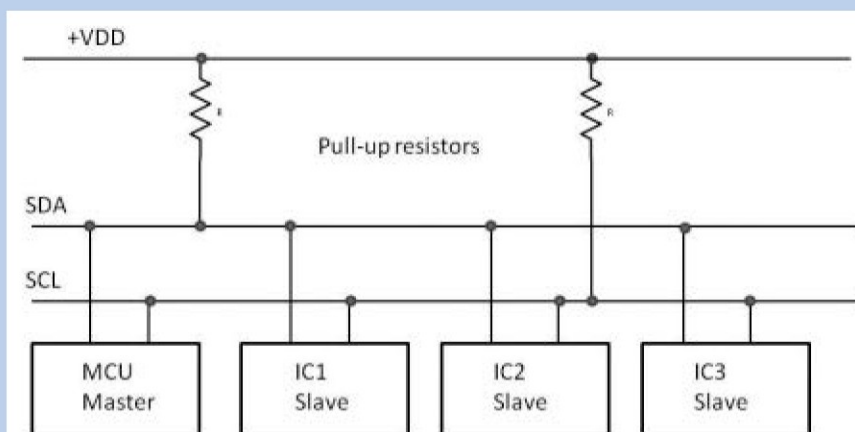 +VDD
R
R
Pull-up resistors
SDA
SCL
MCU
Master
IC1
Slave
IC2
Slave
IC3
Slave